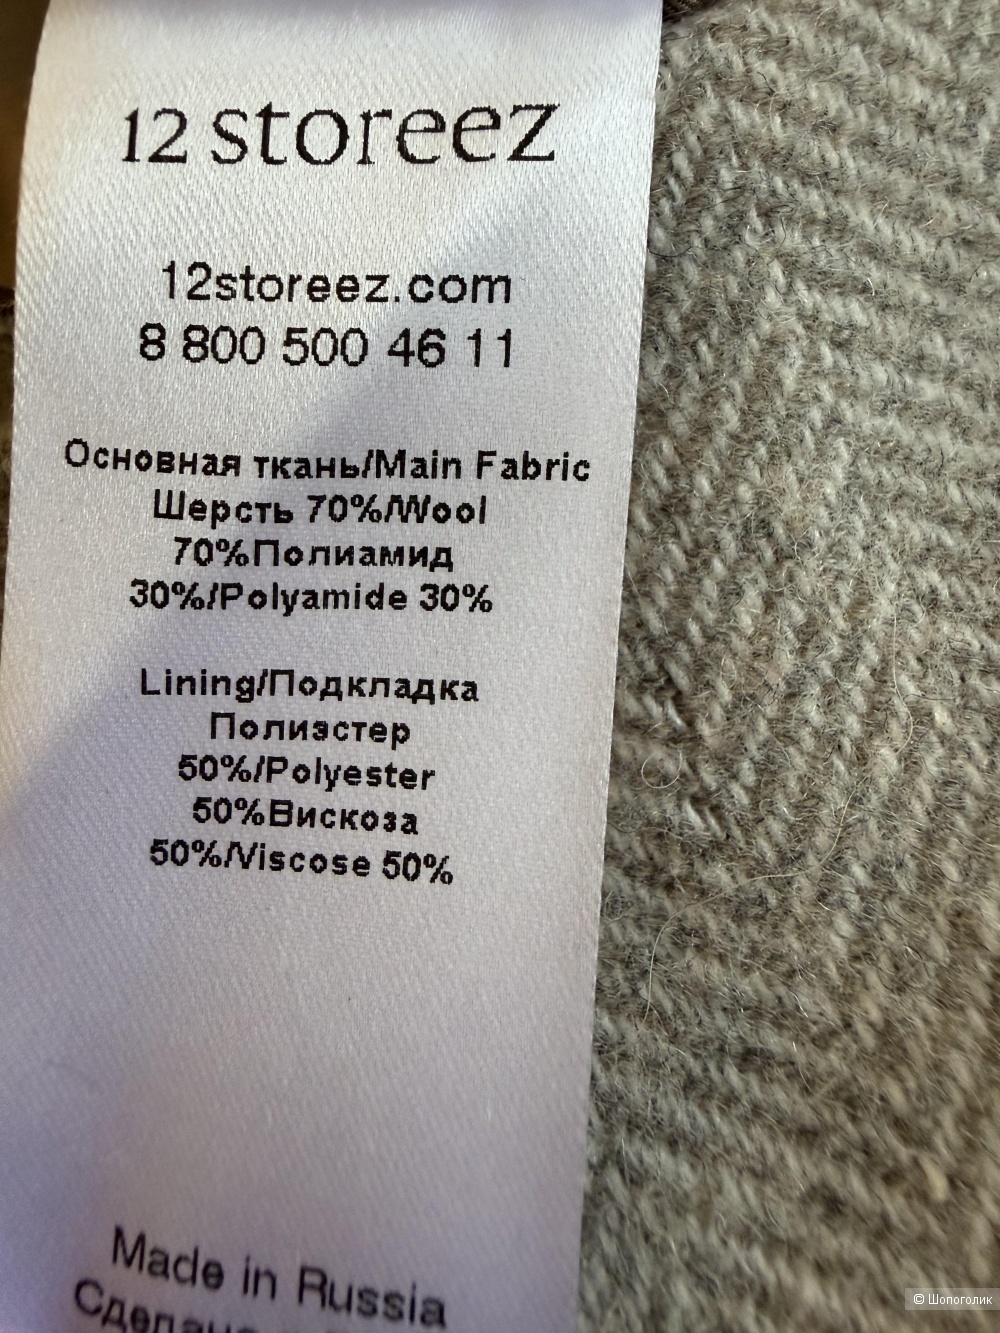 12 storeez
12storeez.com
8 800 500 46 11
Основная ткань/Main Fabric
Шерсть 70%/Wool
70%Полиамид
30%/Polyamide 30%
Lining/Подкладка
Полиэстер
50%/Polyester
50%Вискоза
50%/Viscose 50%
Made in Russia
© Шопоголик